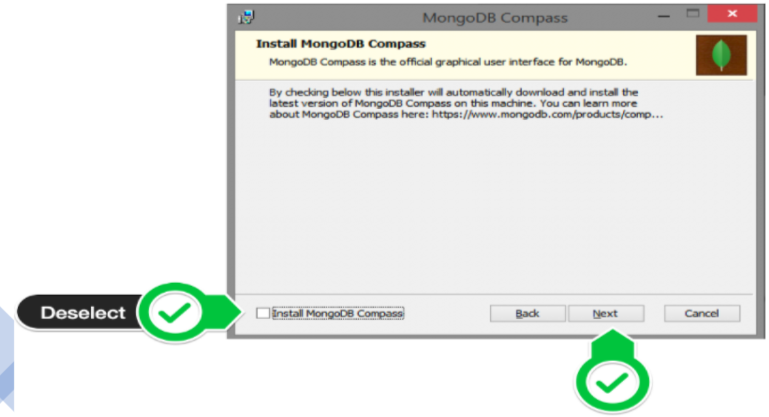 MongoDB Compass
Install MongoDB Compass
MongoDB Compass is the official graphical user interface for MongoDB.
By checking below this installer will automatically download and install the
latest version of MongoDB Compass on this machine. You can learn more
about MongoDB Compass here: https://www.mongodb.com/products/comp...
Deselect
Install MongoDB Compass
Back
Next
Cancel